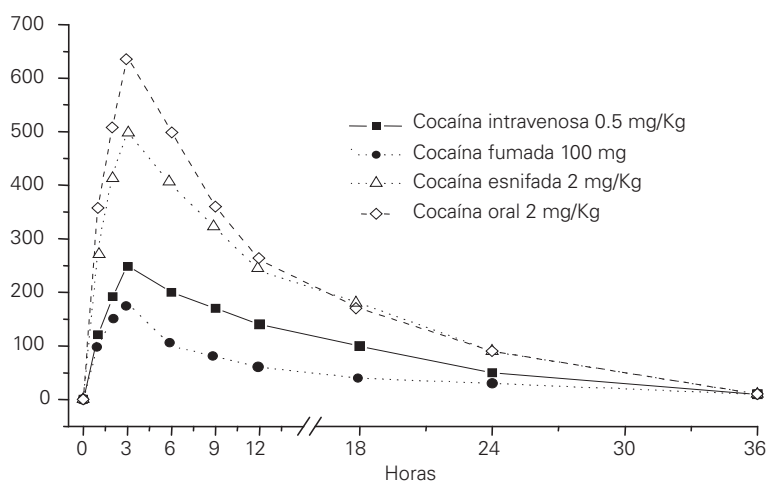 700
600
500
400
300
200
100
0
Cocaína intravenosa 0.5 mg/Kg
Cocaína fumada 100 mg
Cocaína esnifada 2 mg/Kg
Cocaína oral 2 mg/Kg
0 3 6 9 12 18 24 30 36
Horas